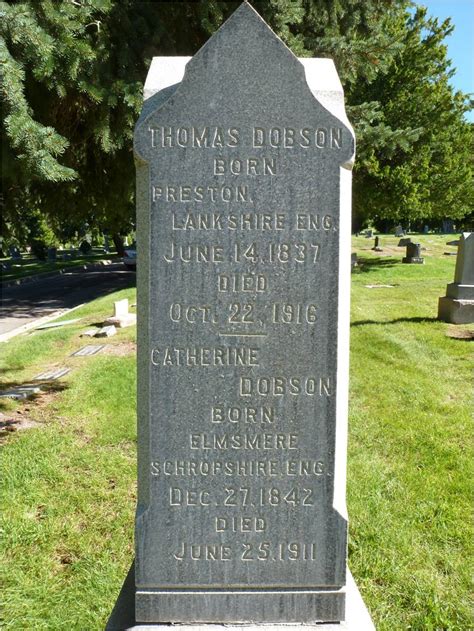 THOMAS DOBSON
BORN
PRESTON,
LANKSHIRE ENG.
JUNE 14, 1837
DIED
OCT. 22, 1916
CATHERINE
DOBSON
BORN
ELMSMERE
SCHROPSHIRE, ENG.
DEC. 27, 1842
DIED
JUNE 25, 1911